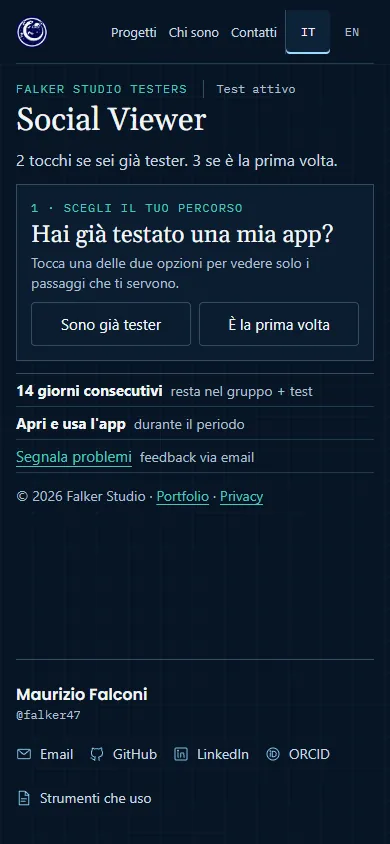 Progetti Chi sono Contatti IT EN
FALKER STUDIO TESTERS Test attivo
Social Viewer
2 tocchi se sei già tester. 3 se è la prima volta.
1 · SCEGLI IL TUO PERCORSO
Hai già testato una mia app?
Tocca una delle due opzioni per vedere solo i
passaggi che ti servono.
Sono già tester È la prima volta
14 giorni consecutivi resta nel gruppo + test
Apri e usa l'app durante il periodo
Segnala problemi feedback via email
© 2026 Falker Studio · Portfolio · Privacy
Maurizio Falconi
@falker47
Email GitHub LinkedIn ORCID
Strumenti che uso